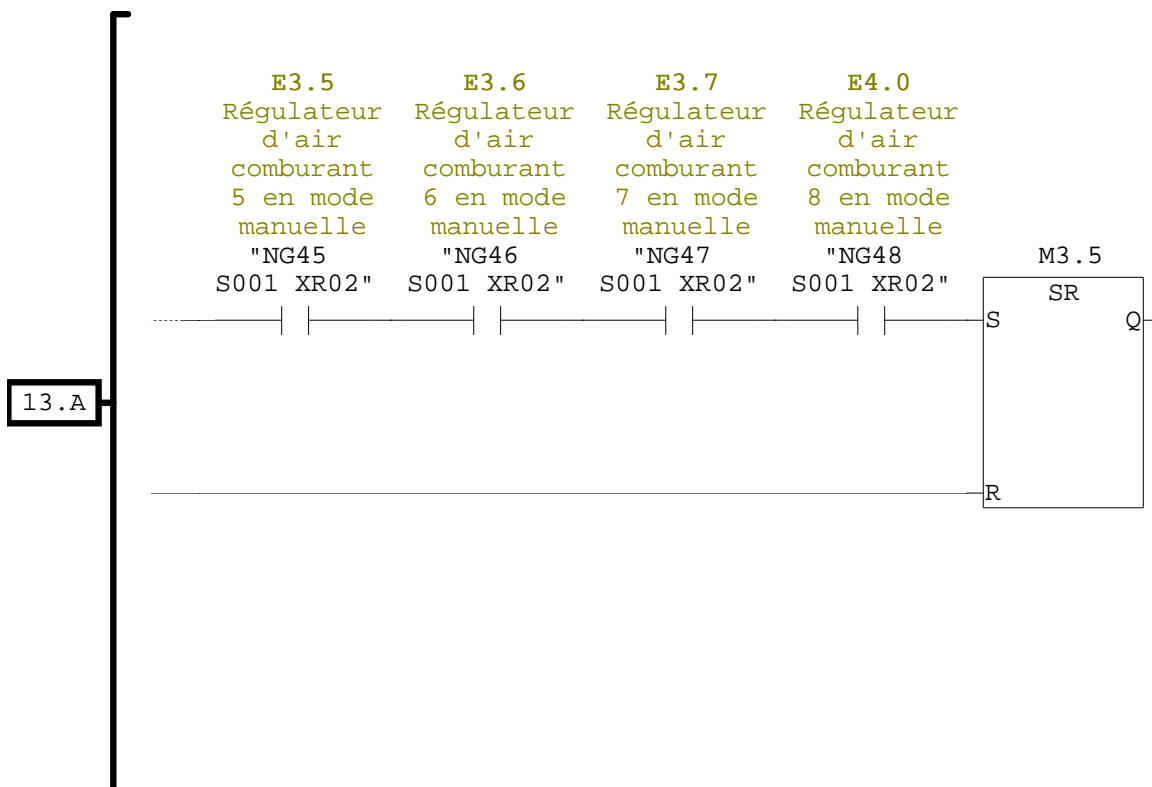 E3.5
Régulateur
d'air
comburant
5 en mode
manuelle
"NG45
S001 XR02"
E3.6
Régulateur
d'air
comburant
6 en mode
manuelle
"NG46
S001 XR02"
E3.7
Régulateur
d'air
comburant
7 en mode
manuelle
"NG47
S001 XR02"
E4.0
Régulateur
d'air
comburant
8 en mode
manuelle
"NG48
S001 XR02"
M3.5
SR
S
Q
13.A
R